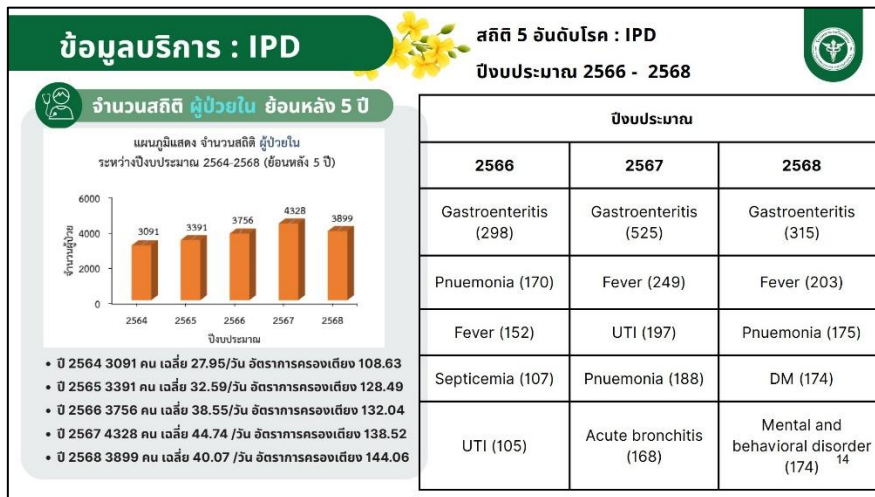 ข้อมูลบริการ : IPD
จำนวนสถิติ ผู้ป่วยใน ย้อนหลัง 5 ปี
แผนภูมิแสดง จำนวนสถิติ ผู้ป่วยใน
ระหว่างปีงบประมาณ 2564-2568 (ย้อนหลัง 5 ปี)
จำนวนผู้ป่วย
6000
4000
2000
0
3091
3391
3756
4328
3899
2564
2565
2566
2567
2568
ปีงบประมาณ
• ปี 2564 3091 คน เฉลี่ย 27.95/วัน อัตราการครองเตียง 108.63
• ปี 2565 3391 คน เฉลี่ย 32.59/วัน อัตราการครองเตียง 128.49
• ปี 2566 3756 คน เฉลี่ย 38.55/วัน อัตราการครองเตียง 132.04
• ปี 2567 4328 คน เฉลี่ย 44.74 /วัน อัตราการครองเตียง 138.52
• ปี 2568 3899 คน เฉลี่ย 40.07 /วัน อัตราการครองเตียง 144.06
สถิติ 5 อันดับโรค : IPD
ปีงบประมาณ 2566 - 2568
ปีงบประมาณ
2566
2567
2568
Gastroenteritis
(298)
Gastroenteritis
(525)
Gastroenteritis
(315)
Pnuemonia (170)
Fever (249)
Fever (203)
Fever (152)
UTI (197)
Pnuemonia (175)
Septicemia (107)
Pnuemonia (188)
DM (174)
UTI (105)
Acute bronchitis
(168)
Mental and
behavioral disorder
(174)
14